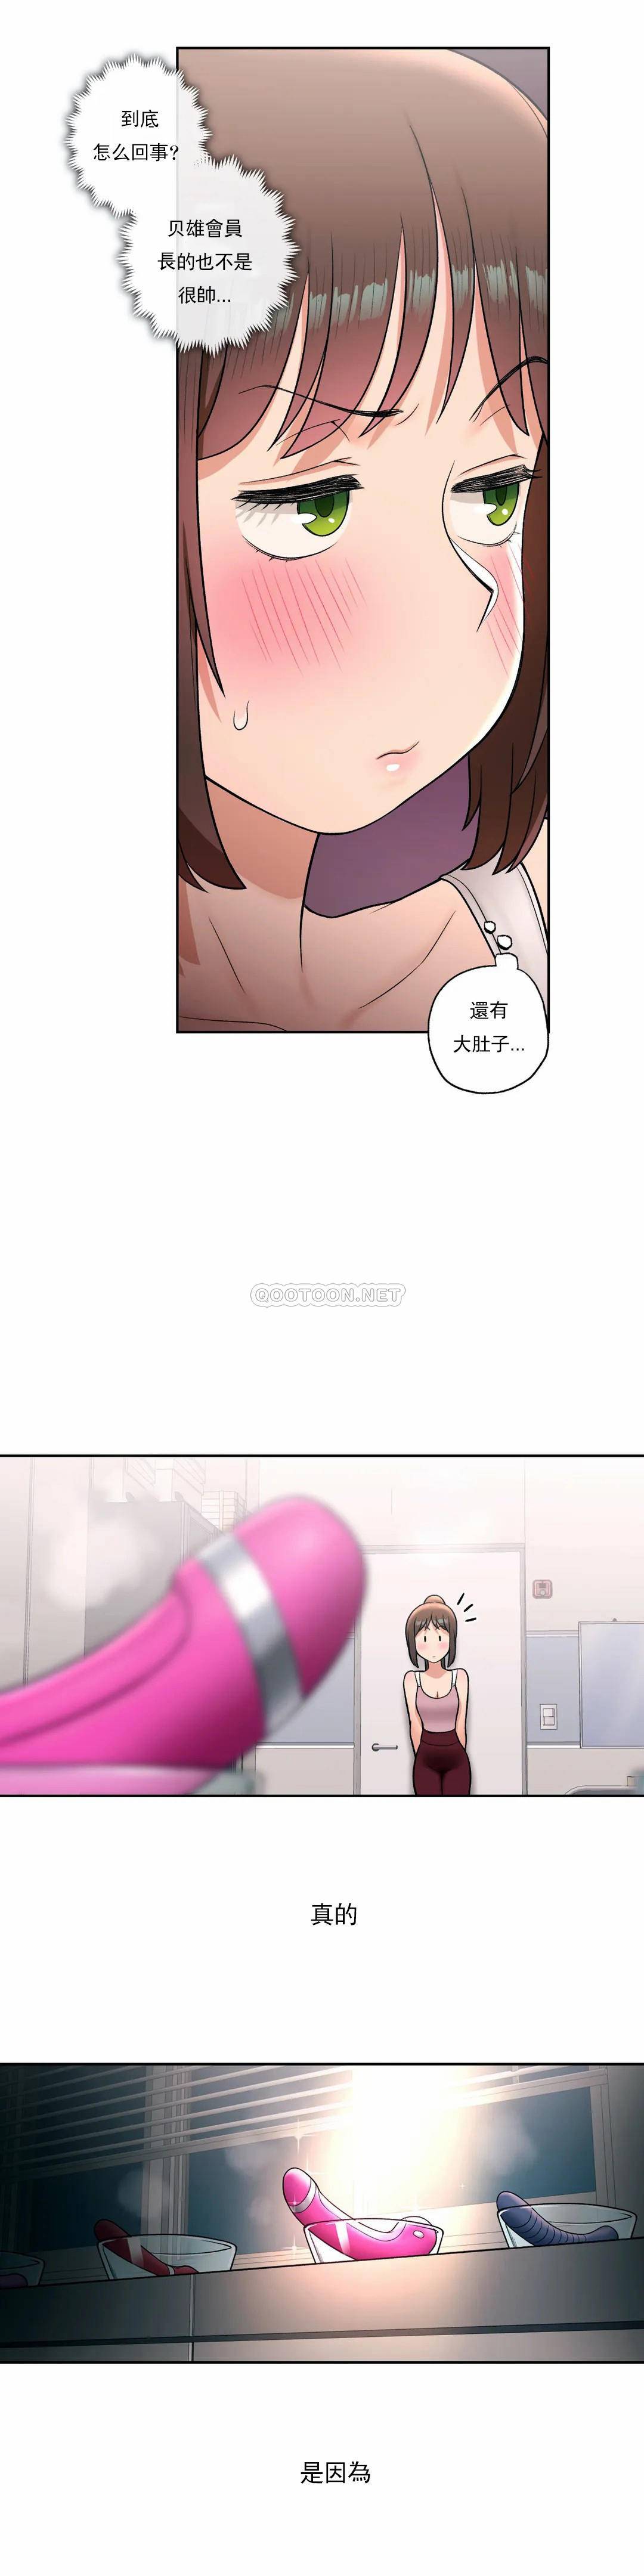 到底
怎么回事?
贝雄會員
長的也不是
很帥...
還有
大肚子...
QOOTOON.NET
真的
是因為